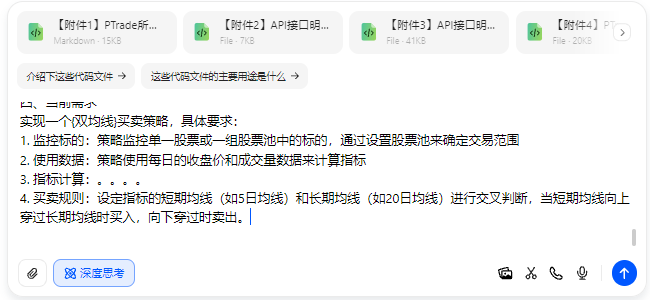 【附件1】PTrade所...
Markdown · 15KB
【附件2】API接口明...
File · 7KB
【附件3】API接口明...
File · 41KB
【附件4】PT
File · 20KB
介绍下这些代码文件 →
这些代码文件的主要用途是什么 →
四、当前需求
实现一个{双均线}买卖策略，具体要求：
1. 监控标的：策略监控单一股票或一组股票池中的标的，通过设置股票池来确定交易范围
2. 使用数据：策略使用每日的收盘价和成交量数据来计算指标
3. 指标计算：。。。。
4. 买卖规则：设定指标的短期均线（如5日均线）和长期均线（如20日均线）进行交叉判断，当短期均线向上
穿过长期均线时买入，向下穿过时卖出。
深度思考